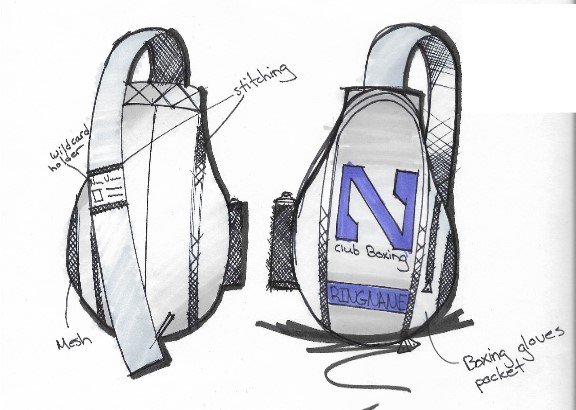 stitching
wildcard
holder
Mesh
N
club Boxing
RINGNAME
Boxing gloves
pocket